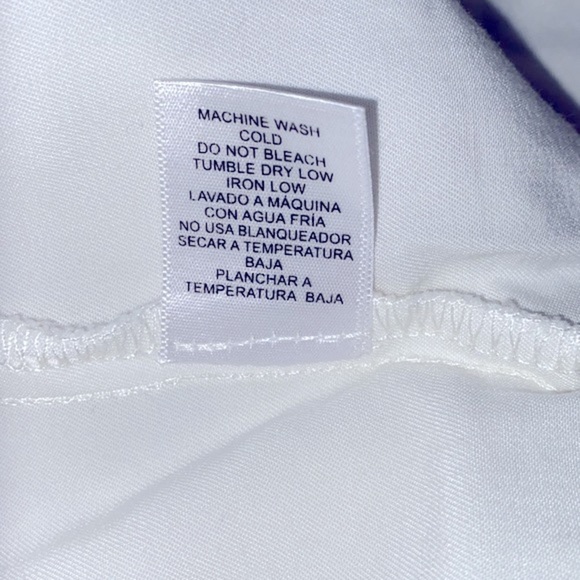 MACHINE WASH
COLD
DO NOT BLEACH
TUMBLE DRY LOW
IRON LOW
LAVADO A MÁQUINA
CON AGUA FRÍA
NO USA BLANQUEADOR
SECAR A TEMPERATURA
BAJA
PLANCHAR A
TEMPERATURA BAJA